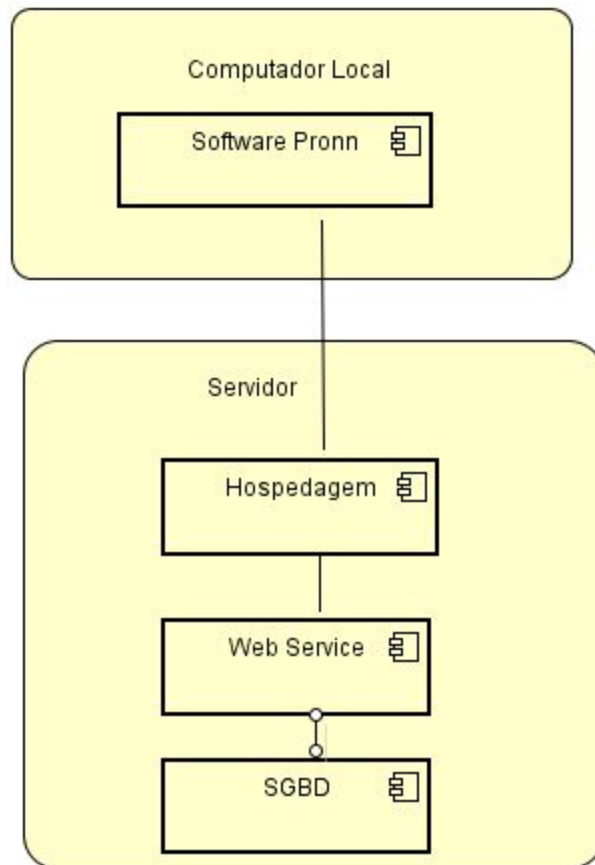 Computador Local
Software Pronn
Servidor
Hospedagem
Web Service
SGBD